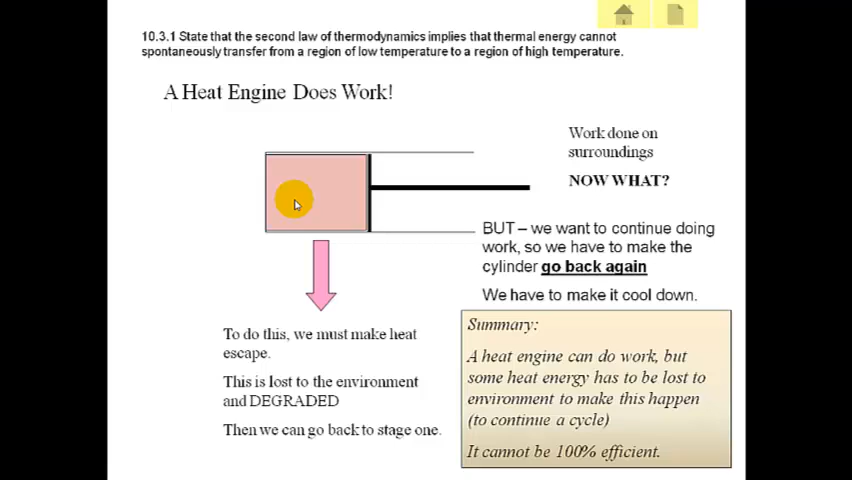 10.3.1 State that the second law of thermodynamics implies that thermal energy cannot
spontaneously transfer from a region of low temperature to a region of high temperature.
A Heat Engine Does Work!
Work done on
surroundings
NOW WHAT?
BUT – we want to continue doing
work, so we have to make the
cylinder go back again
We have to make it cool down.
To do this, we must make heat
escape.
This is lost to the environment
and DEGRADED
Then we can go back to stage one.
Summary:
A heat engine can do work, but
some heat energy has to be lost to
environment to make this happen
(to continue a cycle)
It cannot be 100% efficient.